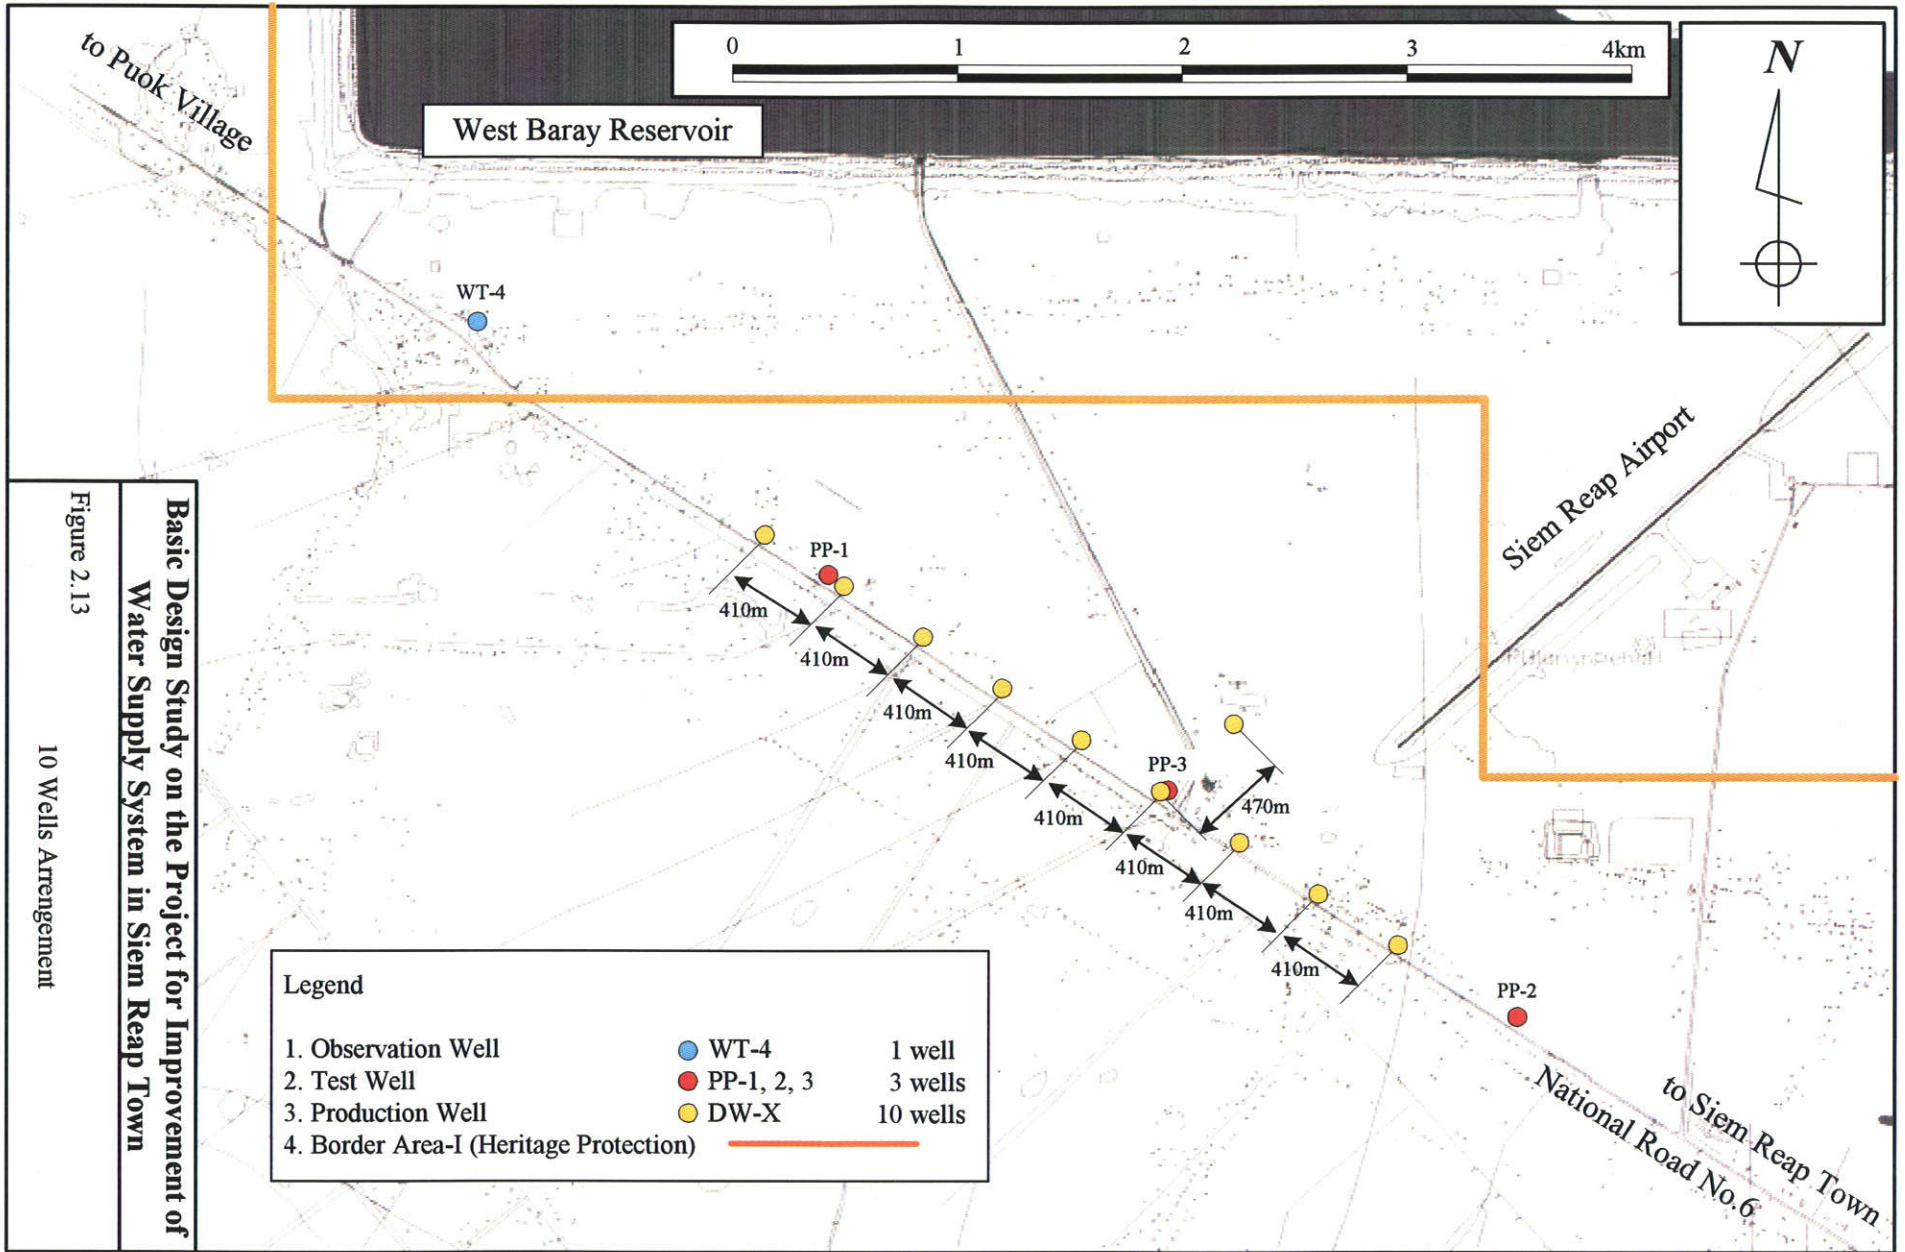 to Puok Village
0 1 2 3 4km
N
West Baray Reservoir
WT-4
Siem Reap Airport
PP-1
410m
410m
410m
410m
410m
410m
410m
410m
PP-3
470m
PP-2
to Siem Reap Town
National Road No.6
Legend
1. Observation Well WT-4 1 well
2. Test Well PP-1, 2, 3 3 wells
3. Production Well DW-X 10 wells
4. Border Area-I (Heritage Protection)
Basic Design Study on the Project for Improvement of
Water Supply System in Siem Reap Town
Figure 2.13
10 Wells Arrengement